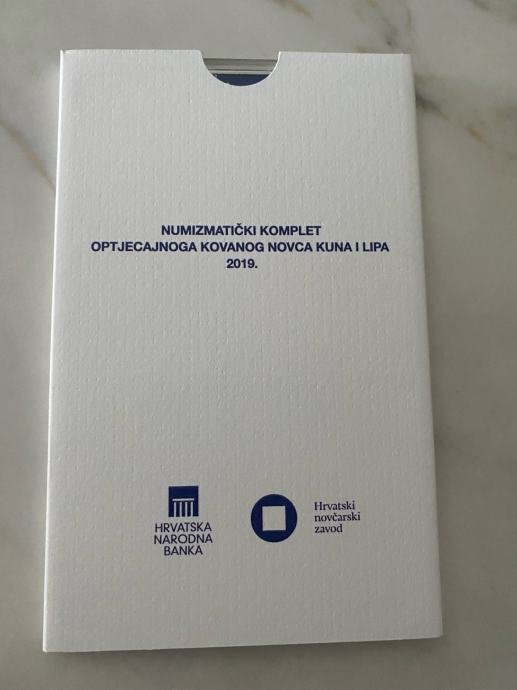 NUMIZMATIČKI KOMPLET
OPTJECAJNOGA KOVANOG NOVCA KUNA I LIPA
2019.
HRVATSKA
NARODNA
BANKA
Hrvatski
novčarski
zavod